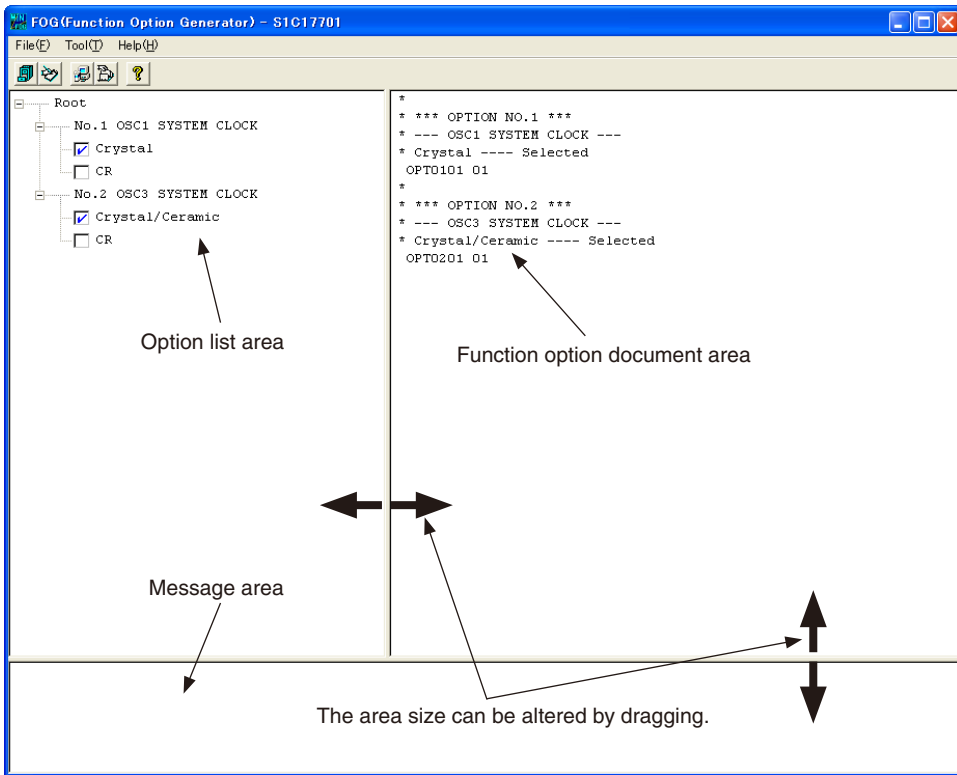 FOG(Function Option Generator) - S1C17701
File(F) Tool(T) Help(H)
Root
No.1 OSC1 SYSTEM CLOCK
Crystal
CR
No.2 OSC3 SYSTEM CLOCK
Crystal/Ceramic
CR
Option list area
*
* *** OPTION NO.1 ***
* --- OSC1 SYSTEM CLOCK ---
* Crystal ---- Selected
OPT0101 01
*
* *** OPTION NO.2 ***
* --- OSC3 SYSTEM CLOCK ---
* Crystal/Ceramic ---- Selected
OPT0201 01
Function option document area
Message area
The area size can be altered by dragging.